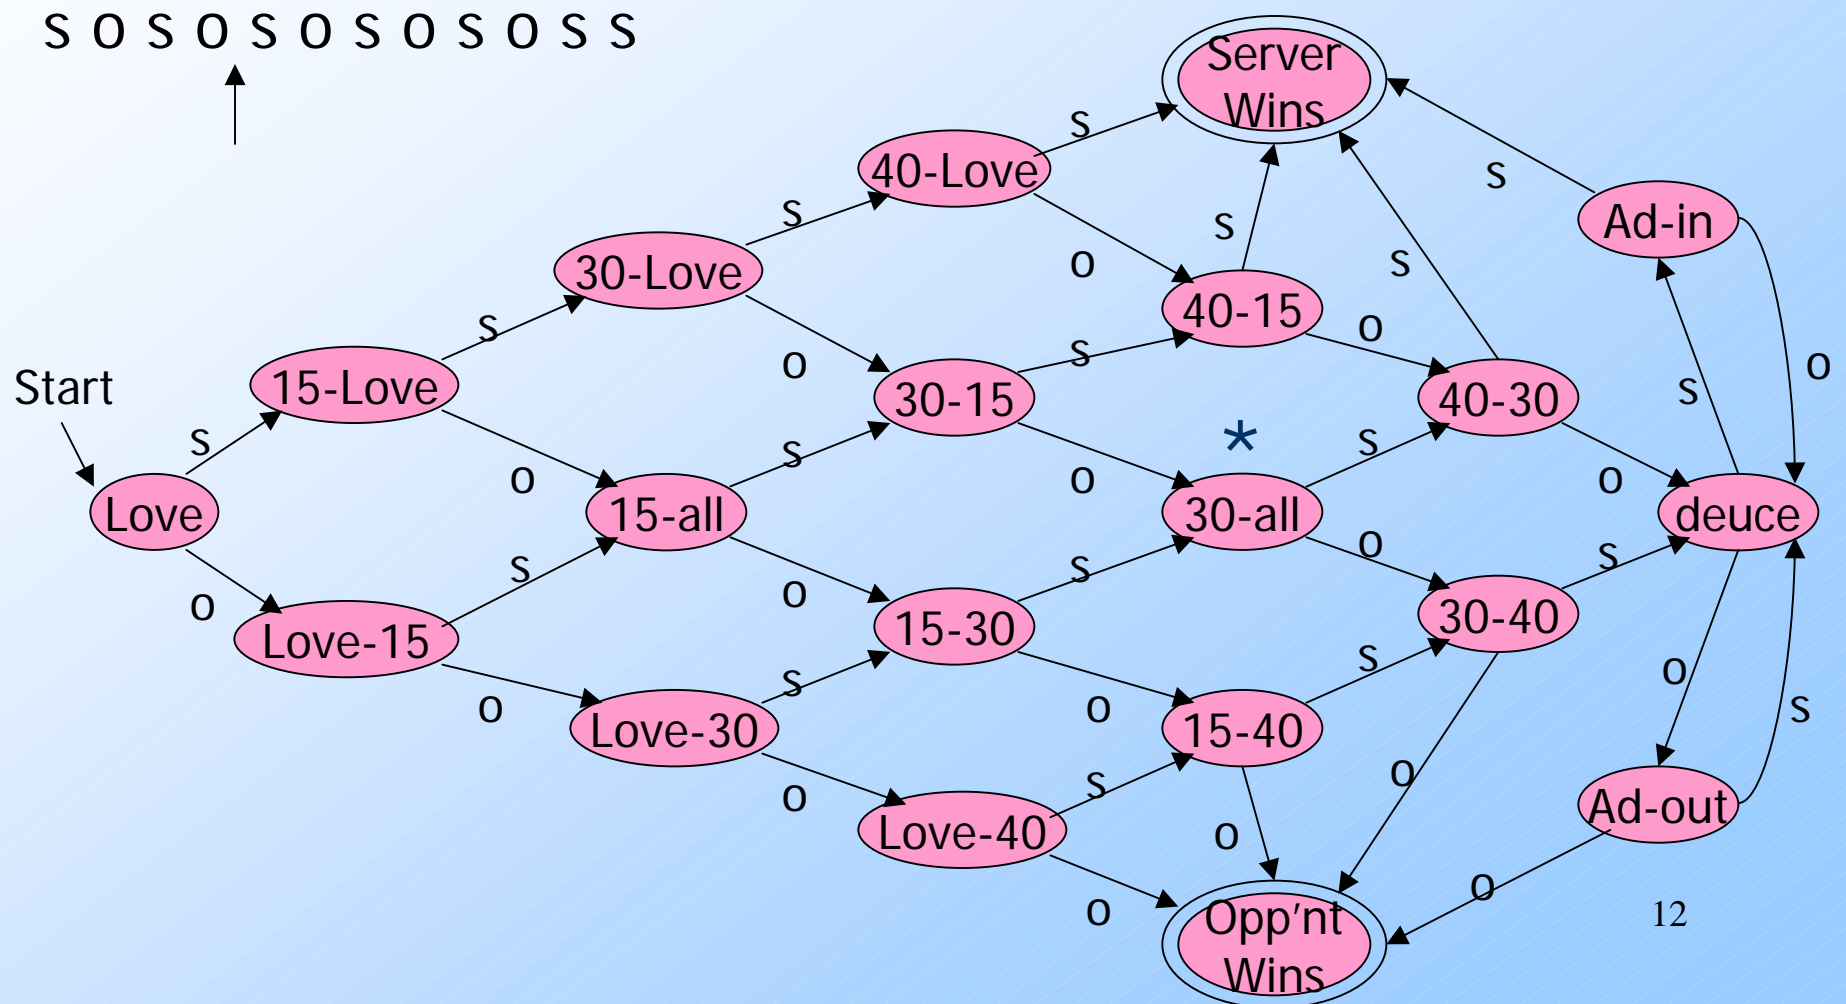 s o s o s o s o s o s s
Server
Wins
s
40-Love
s
s
Ad-in
s
s
30-Love
o
40-15
s
o
s
o
s
o
Start
15-Love
30-15
40-30
s
*
s
s
s
o
o
o
Love
15-all
30-all
deuce
s
o
s
s
o
o
Love-15
15-30
30-40
s
s
o
s
o
o
Love-30
15-40
s
o
s
o
Love-40
o
Ad-out
o
o
o
Opp'nt
Wins
12